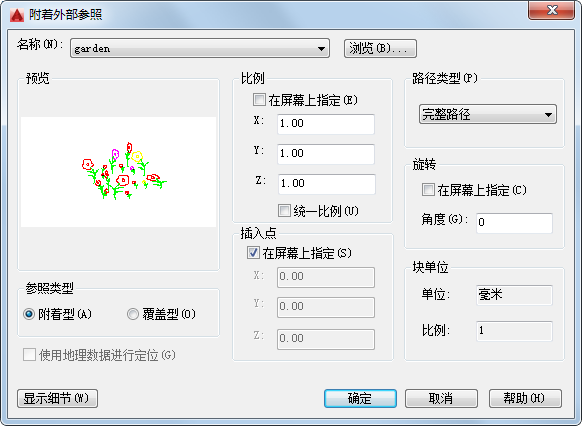 附着外部参照
名称(N): garden 浏览(B)...
预览
参照类型
附着型(A) 覆盖型(O)
使用地理数据进行定位(G)
比例
在屏幕上指定(E)
X: 1.00
Y: 1.00
Z: 1.00
统一比例(U)
插入点
在屏幕上指定(S)
X: 0.00
Y: 0.00
Z: 0.00
路径类型(P)
完整路径
旋转
在屏幕上指定(C)
角度(G): 0
块单位
单位: 毫米
比例: 1
显示细节(W) 确定 取消 帮助(H)